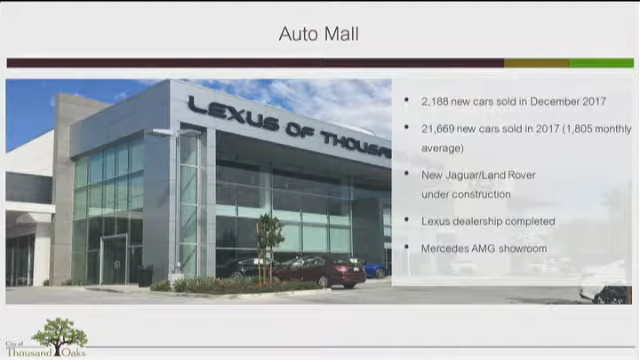 Auto Mall
LEXUS OF THOUSA
• 2,188 new cars sold in December 2017
• 21,669 new cars sold in 2017 (1,805 monthly
average)
• New Jaguar/Land Rover
under construction
• Lexus dealership completed
• Mercedes AMG showroom
City of
Thousand Oaks